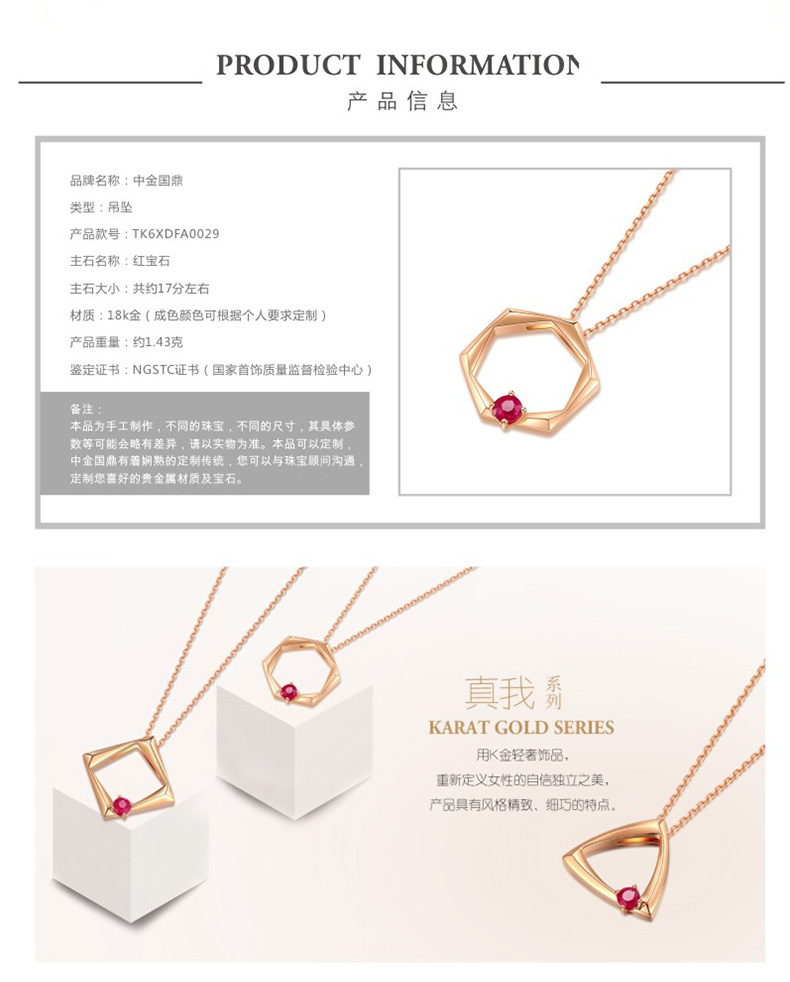 PRODUCT INFORMATION
产品信息
品牌名称：中金国鼎
类型：吊坠
产品款号：TK6XDFA0029
主石名称：红宝石
主石大小：共约17分左右
材质：18k金（成色颜色可根据个人要求定制）
产品重量：约1.43克
鉴定证书：NGSTC证书（国家首饰质量监督检验中心）
备注：
本品为手工制作，不同的珠宝，不同的尺寸，其具体参
数等可能会略有差异，请以实物为准。本品可以定制，
中金国鼎有着娴熟的定制传统，您可以与珠宝顾问沟通，
定制您喜好的贵金属材质及宝石。
真我系列
KARAT GOLD SERIES
用K金轻奢饰品，
重新定义女性的自信独立之美，
产品具有风格精致、细巧的特点。